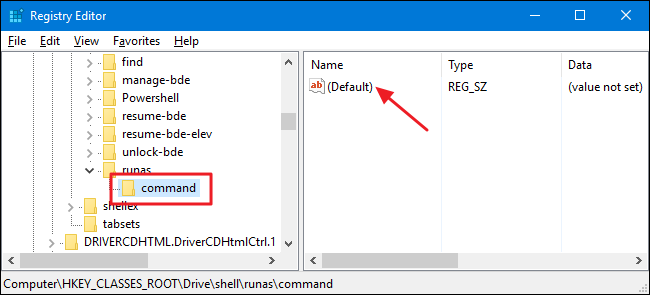 Registry Editor
File Edit View Favorites Help
find
manage-bde
Powershell
resume-bde
resume-bde-elev
unlock-bde
runas
command
shellex
tabsets
DRIVERCDHTML.DriverCDHtmlCtrl.1
Name Type Data
ab (Default) REG_SZ (value not set)
Computer\HKEY_CLASSES_ROOT\Drive\shell\runas\command